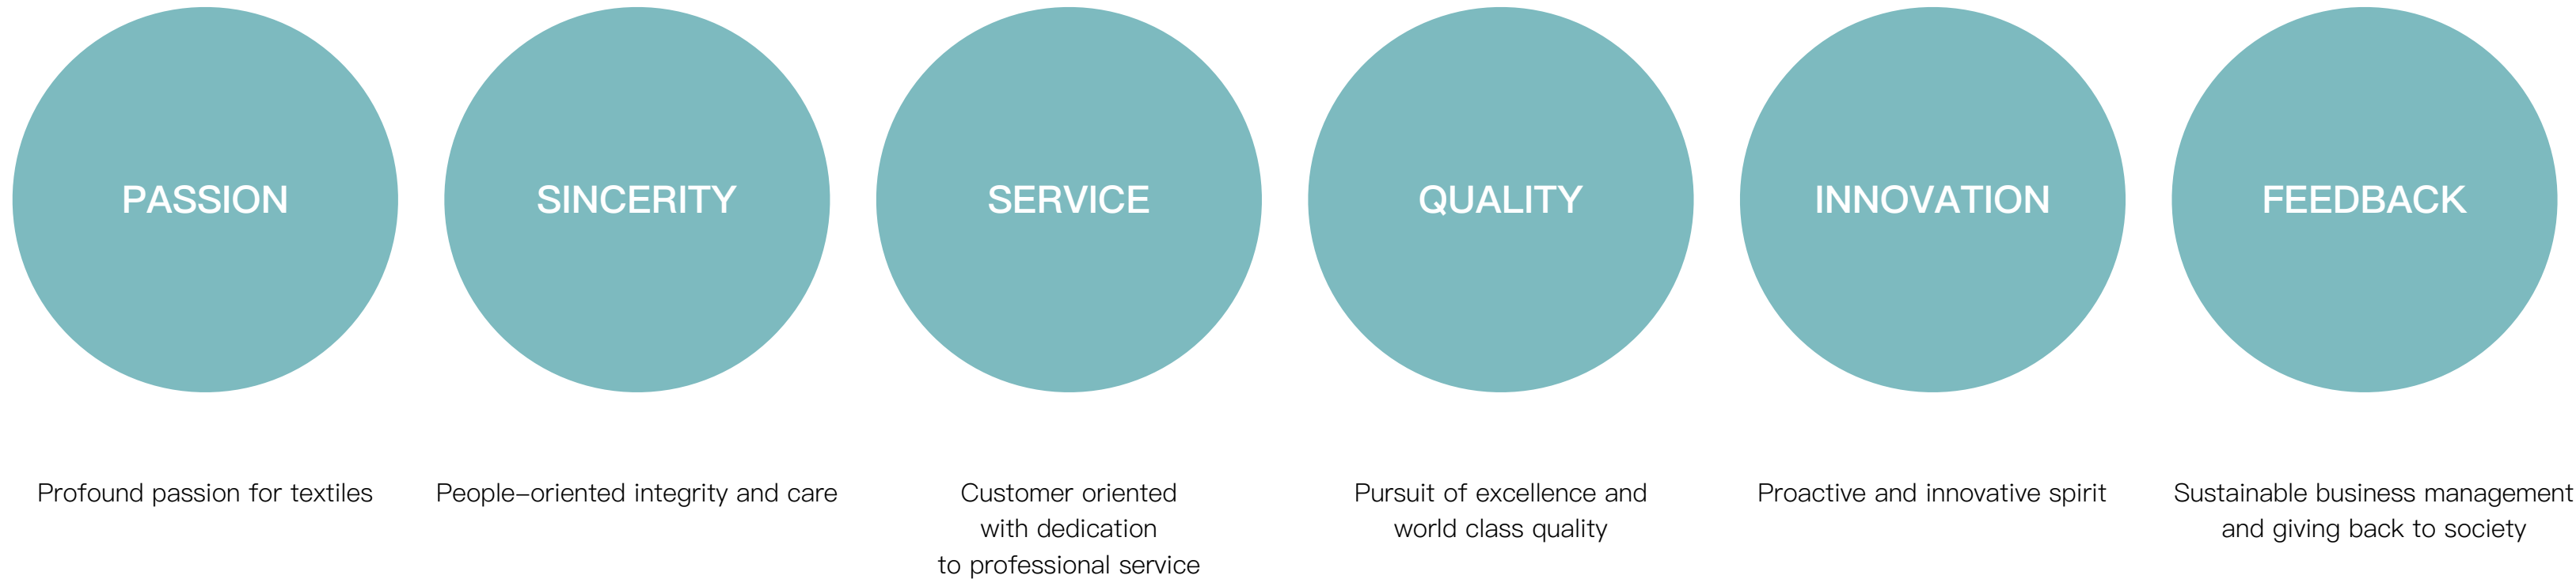 PASSION
SINCERITY
SERVICE
QUALITY
INNOVATION
FEEDBACK
Profound passion for textiles
People–oriented integrity and care
Customer oriented
with dedication
to professional service
Pursuit of excellence and
world class quality
Proactive and innovative spirit
Sustainable business management
and giving back to society